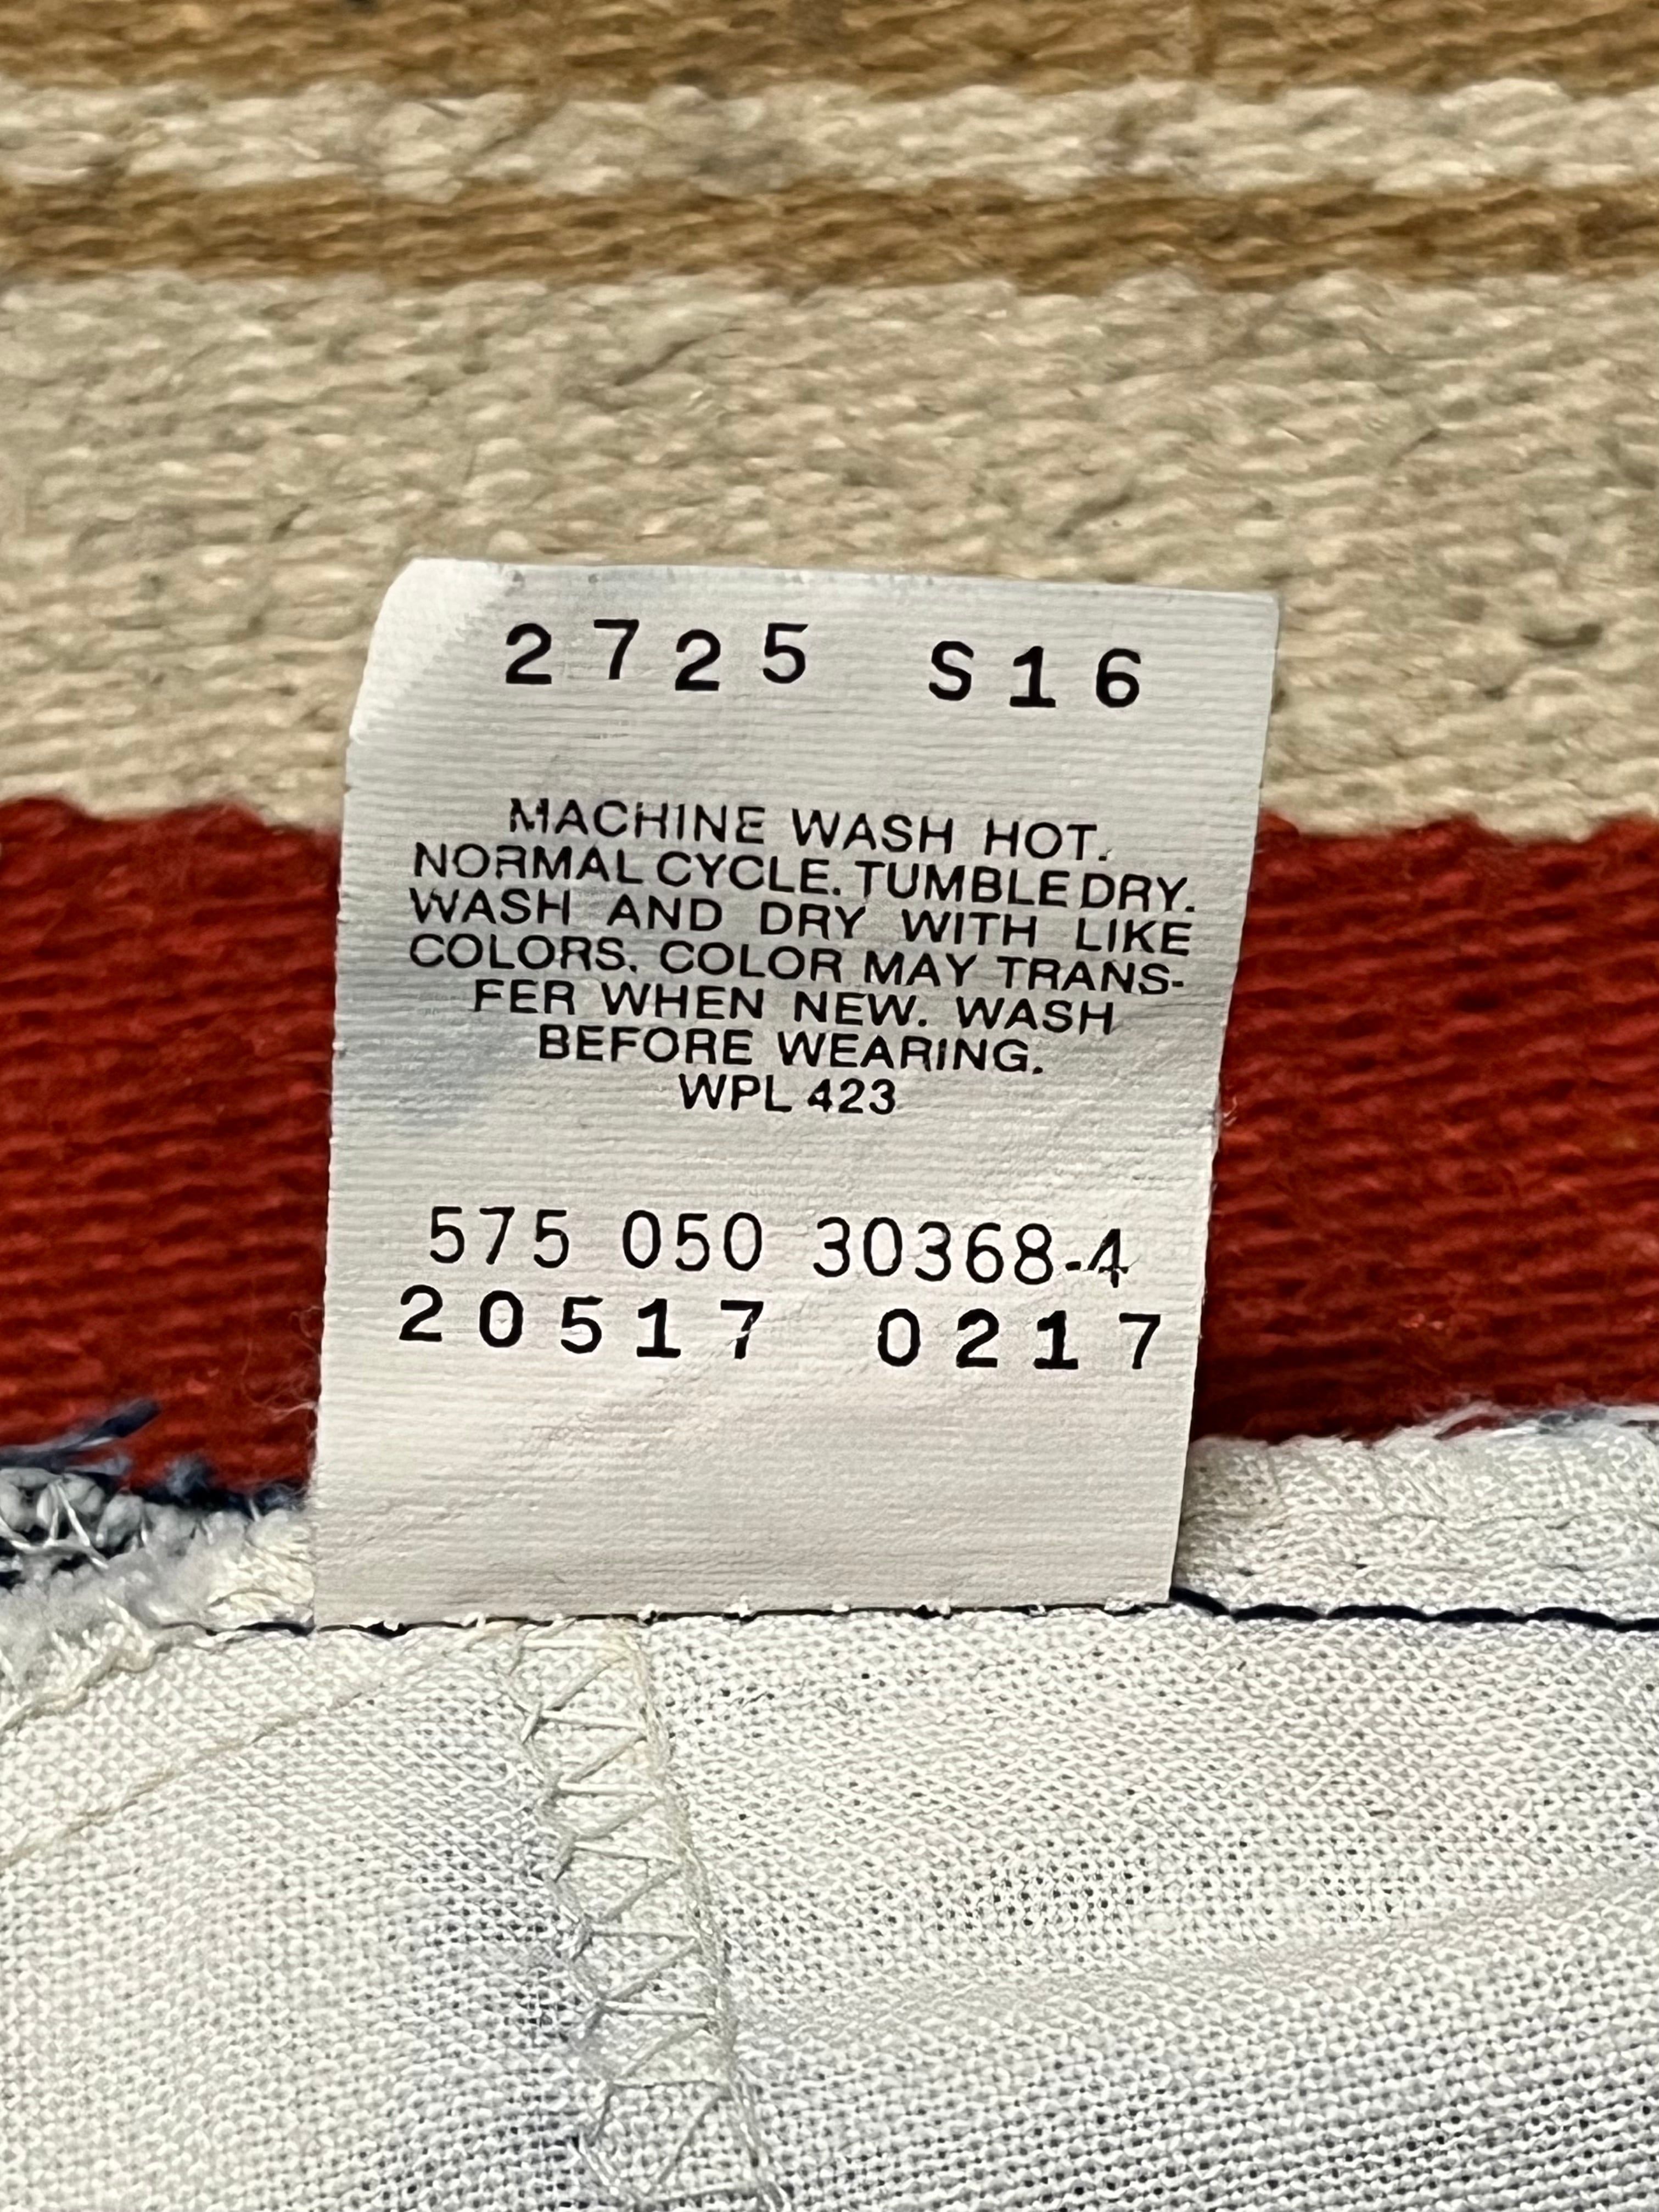 2725 S16
MACHINE WASH HOT.
NORMAL CYCLE. TUMBLE DRY.
WASH AND DRY WITH LIKE
COLORS. COLOR MAY TRANS-
FER WHEN NEW. WASH
BEFORE WEARING.
WPL 423
575 050 30368-4
20517 0217